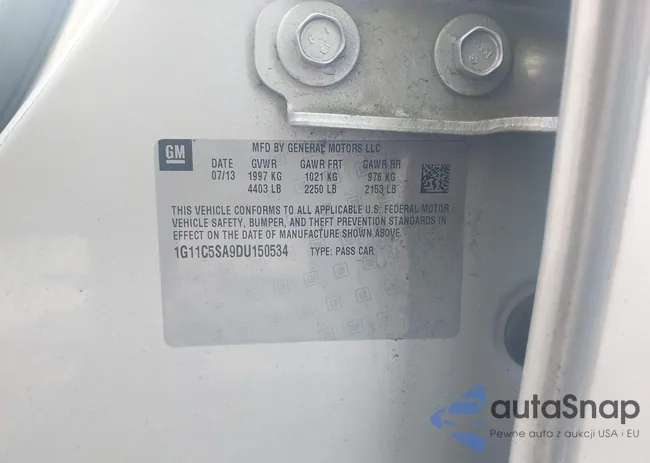 GM
MFD BY GENERAL MOTORS LLC
DATE GVWR GAWR FRT GAWR RR
07/13 1997 KG 1021 KG 976 KG
4403 LB 2250 LB 2153 LB
THIS VEHICLE CONFORMS TO ALL APPLICABLE U.S. FEDERAL MOTOR
VEHICLE SAFETY, BUMPER, AND THEFT PREVENTION STANDARDS IN
EFFECT ON THE DATE OF MANUFACTURE SHOWN ABOVE.
1G11C5SA9DU150534 TYPE: PASS CAR
autaSnap
Pewne auta z aukcji USA i EU